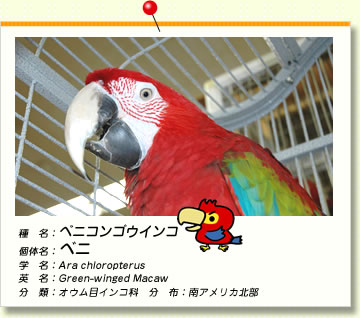 種　名：ベニコンゴウインコ
個体名：ベニ
学　名：Ara chloropterus
英　名：Green-winged Macaw
分　類：オウム目インコ科　分　布：南アメリカ北部